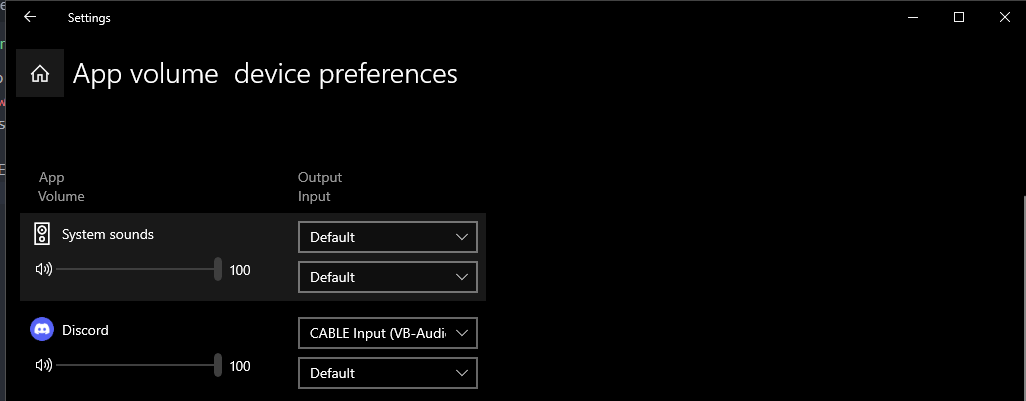 Settings
App volume  device preferences
App
Volume
Output
Input
System sounds
Default
100
Default
Discord
CABLE Input (VB-Audi
100
Default